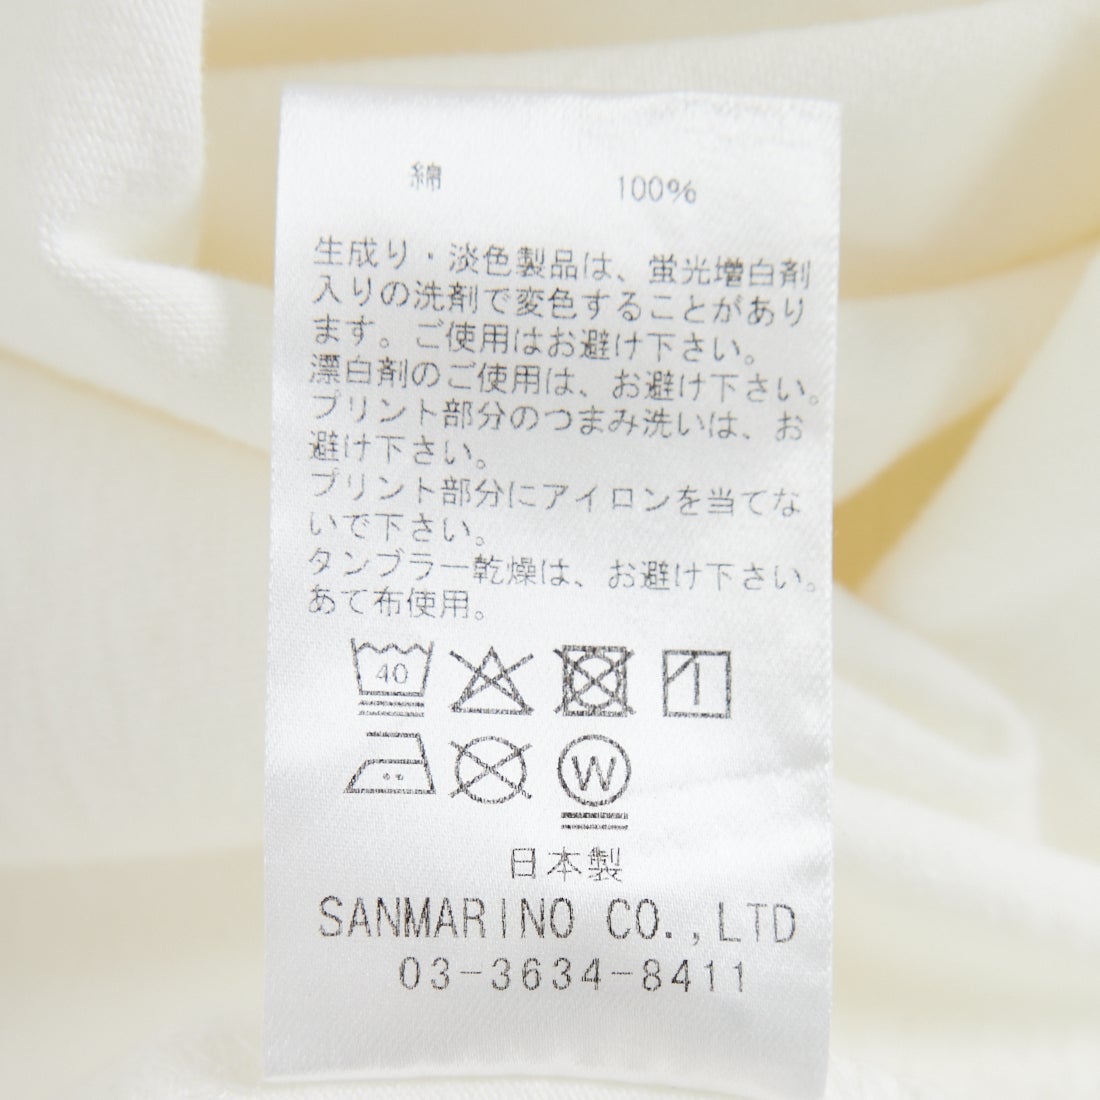 綿 100%
生成り・淡色製品は、蛍光増白剤
入りの洗剤で変色することがあり
ます。ご使用はお避け下さい。
漂白剤のご使用は、お避け下さい。
プリント部分のつまみ洗いは、お
避け下さい。
プリント部分にアイロンを当てな
いで下さい。
タンブラー乾燥は、お避け下さい。
あて布使用。
40
W
日本製
SANMARINO CO.,LTD
03-3634-8411